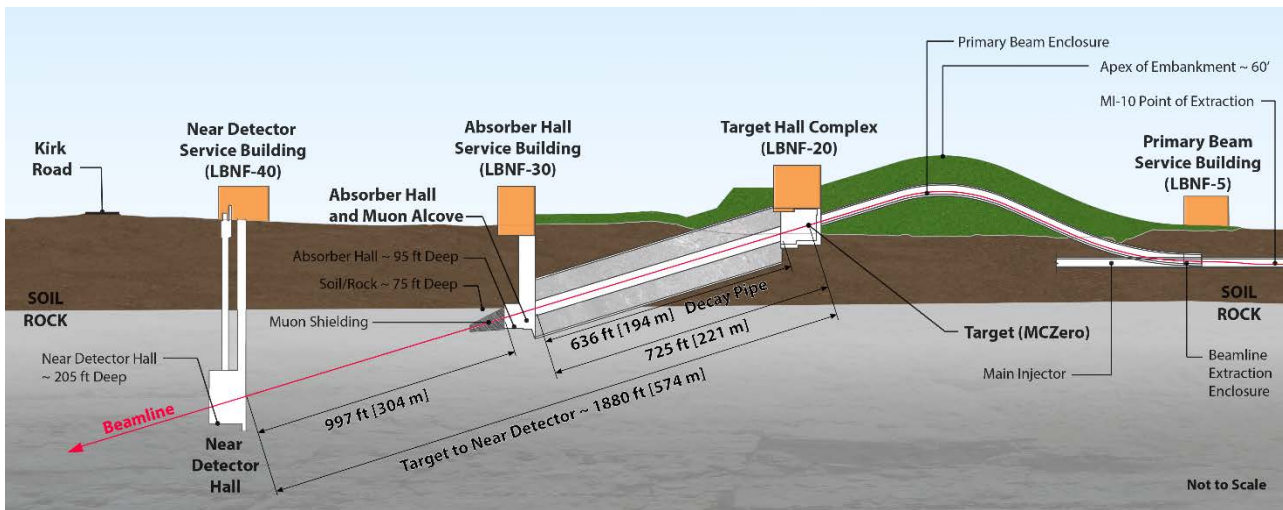 Primary Beam Enclosure
Apex of Embankment ~ 60'
MI-10 Point of Extraction
Kirk
Road
Near Detector
Service Building
(LBNF-40)
Absorber Hall
Service Building
(LBNF-30)
Target Hall Complex
(LBNF-20)
Primary Beam
Service Building
(LBNF-5)
Absorber Hall
and Muon Alcove
Absorber Hall ~ 95 ft Deep
Soil/Rock ~ 75 ft Deep
Muon Shielding
SOIL
ROCK
SOIL
ROCK
Near Detector Hall
~ 205 ft Deep
Beamline
Near
Detector
Hall
636 ft [194 m] Decay Pipe
725 ft [221 m]
997 ft [304 m]
Target to Near Detector ~ 1880 ft [574 m]
Target (MCZero)
Main Injector
Beamline
Extraction
Enclosure
Not to Scale